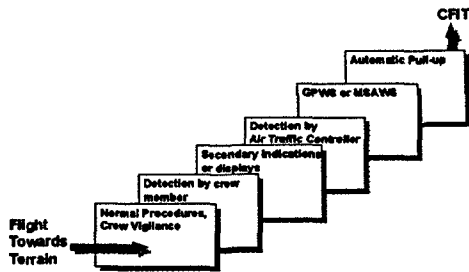 CFIT
Automatic Pull-up
GPWS or MSAWS
Detection by
Air Traffic Controller
Secondary Indications
or displays
Detection by crew
member
Normal Procedures,
Crew Vigilance
Flight
Towards
Terrain